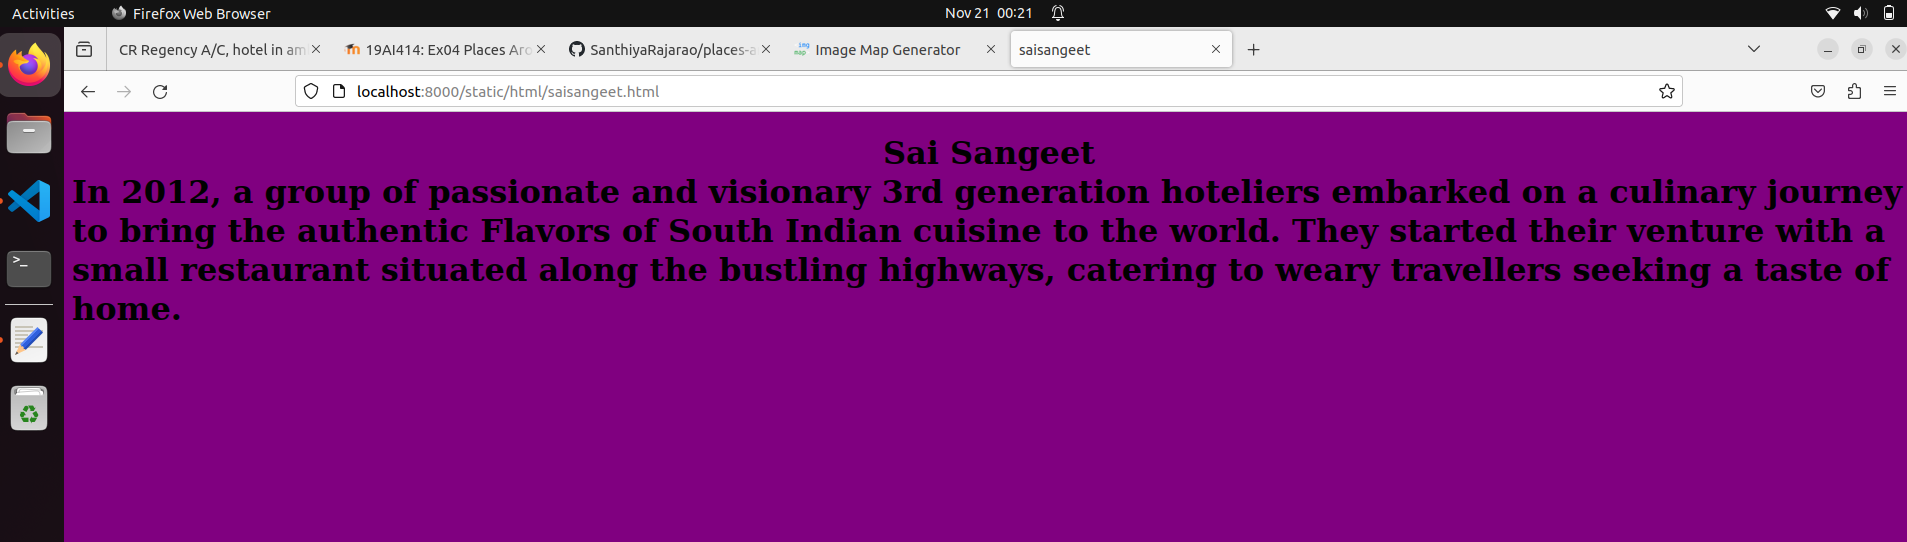 Activities
Firefox Web Browser
Nov 21 00:21
CR Regency A/C, hotel in am
19AI414: Ex04 Places Aro
SanthiyaRajarao/places-a
img map
Image Map Generator
saisangeet
localhost:8000/static/html/saisangeet.html
Sai Sangeet
In 2012, a group of passionate and visionary 3rd generation hoteliers embarked on a culinary journey
to bring the authentic Flavors of South Indian cuisine to the world. They started their venture with a
small restaurant situated along the bustling highways, catering to weary travellers seeking a taste of
home.